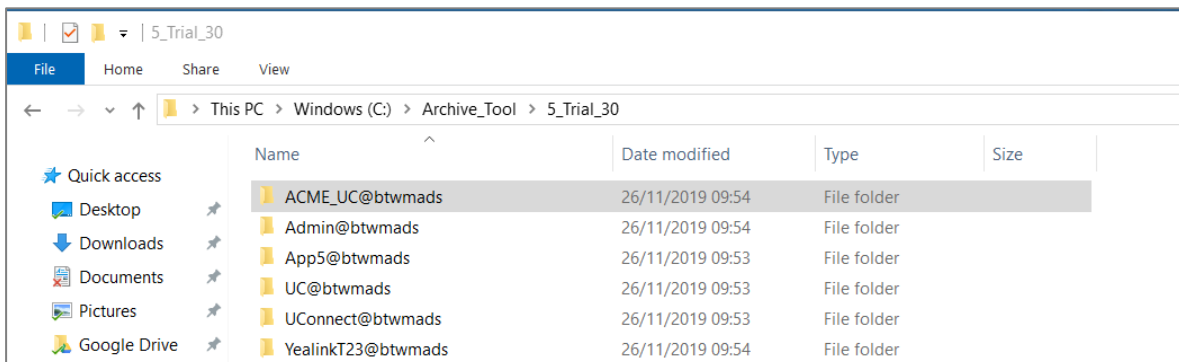 5_Trial_30
File Home Share View
This PC > Windows (C:) > Archive_Tool > 5_Trial_30
Name Date modified Type Size
Quick access
Desktop
Downloads
Documents
Pictures
Google Drive
ACME_UC@btwmads 26/11/2019 09:54 File folder
Admin@btwmads 26/11/2019 09:54 File folder
App5@btwmads 26/11/2019 09:53 File folder
UC@btwmads 26/11/2019 09:53 File folder
UConnect@btwmads 26/11/2019 09:53 File folder
YealinkT23@btwmads 26/11/2019 09:54 File folder